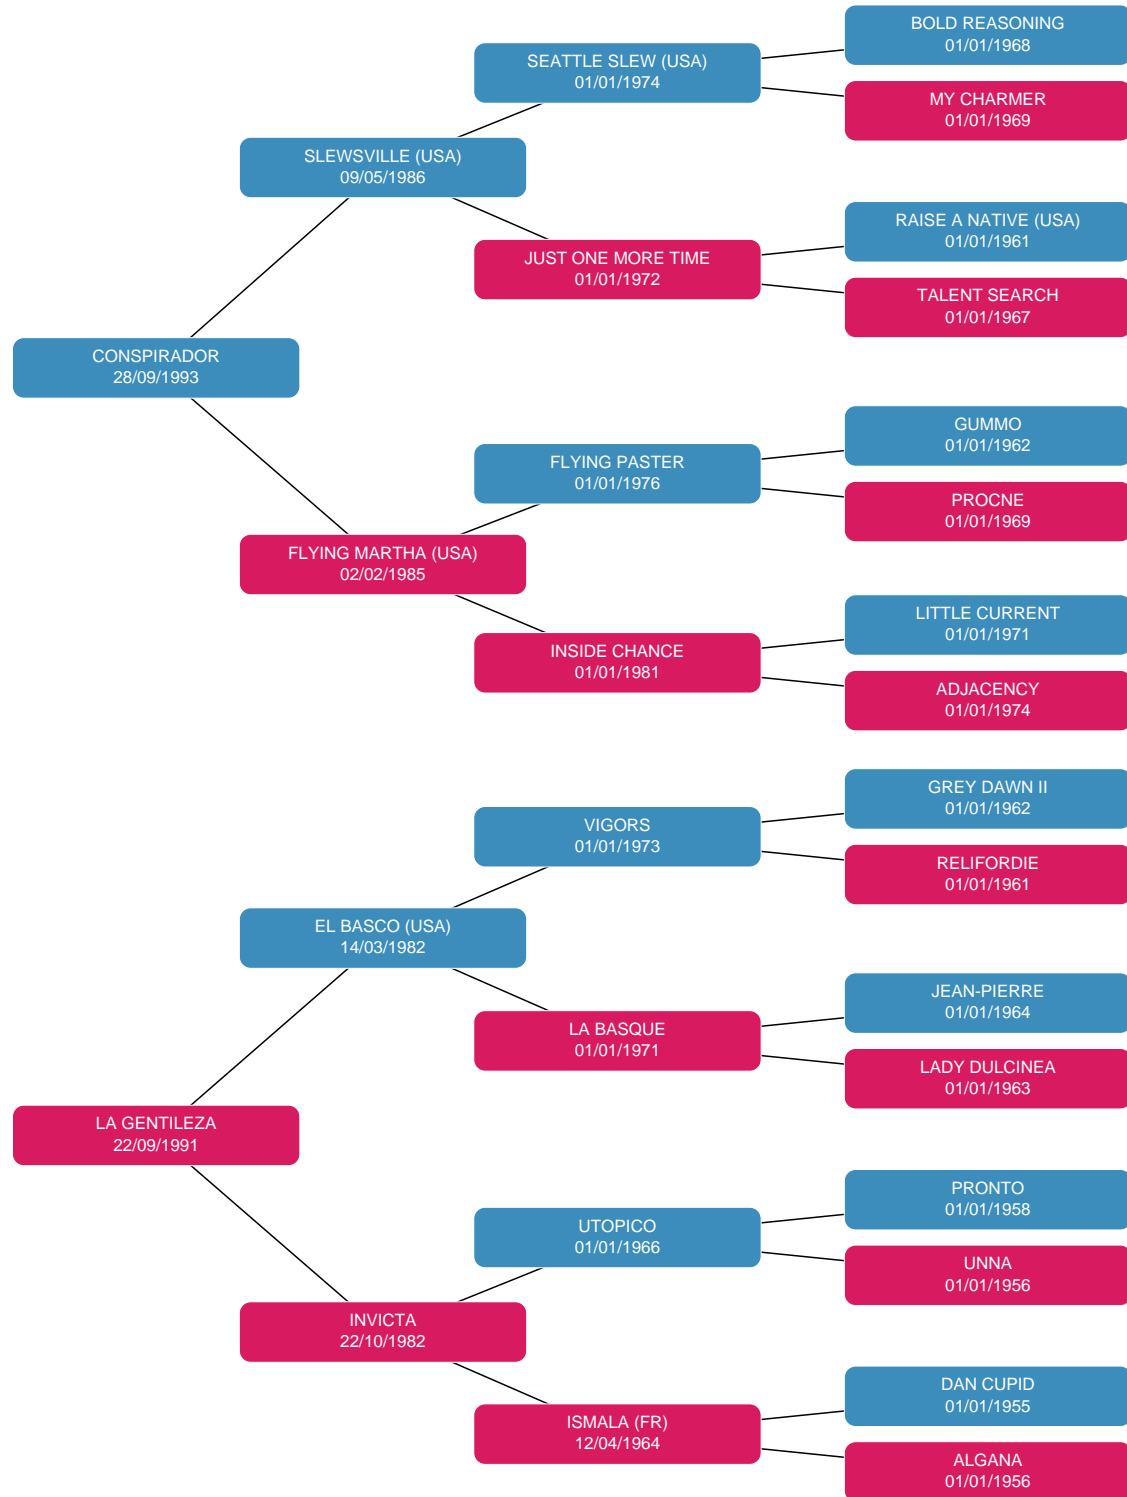 BOLD REASONING
01/01/1968
SEATTLE SLEW (USA)
01/01/1974
MY CHARMER
01/01/1969
SLEWSVILLE (USA)
09/05/1986
RAISE A NATIVE (USA)
01/01/1961
JUST ONE MORE TIME
01/01/1972
TALENT SEARCH
01/01/1967
CONSPIRADOR
28/09/1993
GUMMO
01/01/1962
FLYING PASTER
01/01/1976
PROCNE
01/01/1969
FLYING MARTHA (USA)
02/02/1985
LITTLE CURRENT
01/01/1971
INSIDE CHANCE
01/01/1981
ADJACENCY
01/01/1974
GREY DAWN II
01/01/1962
VIGORS
01/01/1973
RELIFORDIE
01/01/1961
EL BASCO (USA)
14/03/1982
JEAN-PIERRE
01/01/1964
LA BASQUE
01/01/1971
LADY DULCINEA
01/01/1963
LA GENTILEZA
22/09/1991
PRONTO
01/01/1958
UTOPICO
01/01/1966
UNNA
01/01/1956
INVICTA
22/10/1982
DAN CUPID
01/01/1955
ISMALA (FR)
12/04/1964
ALGANA
01/01/1956